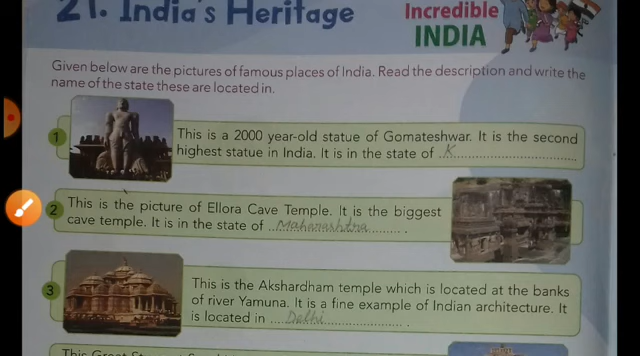 21. India's Heritage
Incredible
INDIA
Given below are the pictures of famous places of India. Read the description and write the
name of the state these are located in.
1
This is a 2000 year-old statue of Gomateshwar. It is the second
highest statue in India. It is in the state of K
2
This is the picture of Ellora Cave Temple. It is the biggest
cave temple. It is in the state of Maharashtra.
3
This is the Akshardham temple which is located at the banks
of river Yamuna. It is a fine example of Indian architecture. It
is located in Delhi.
This Great